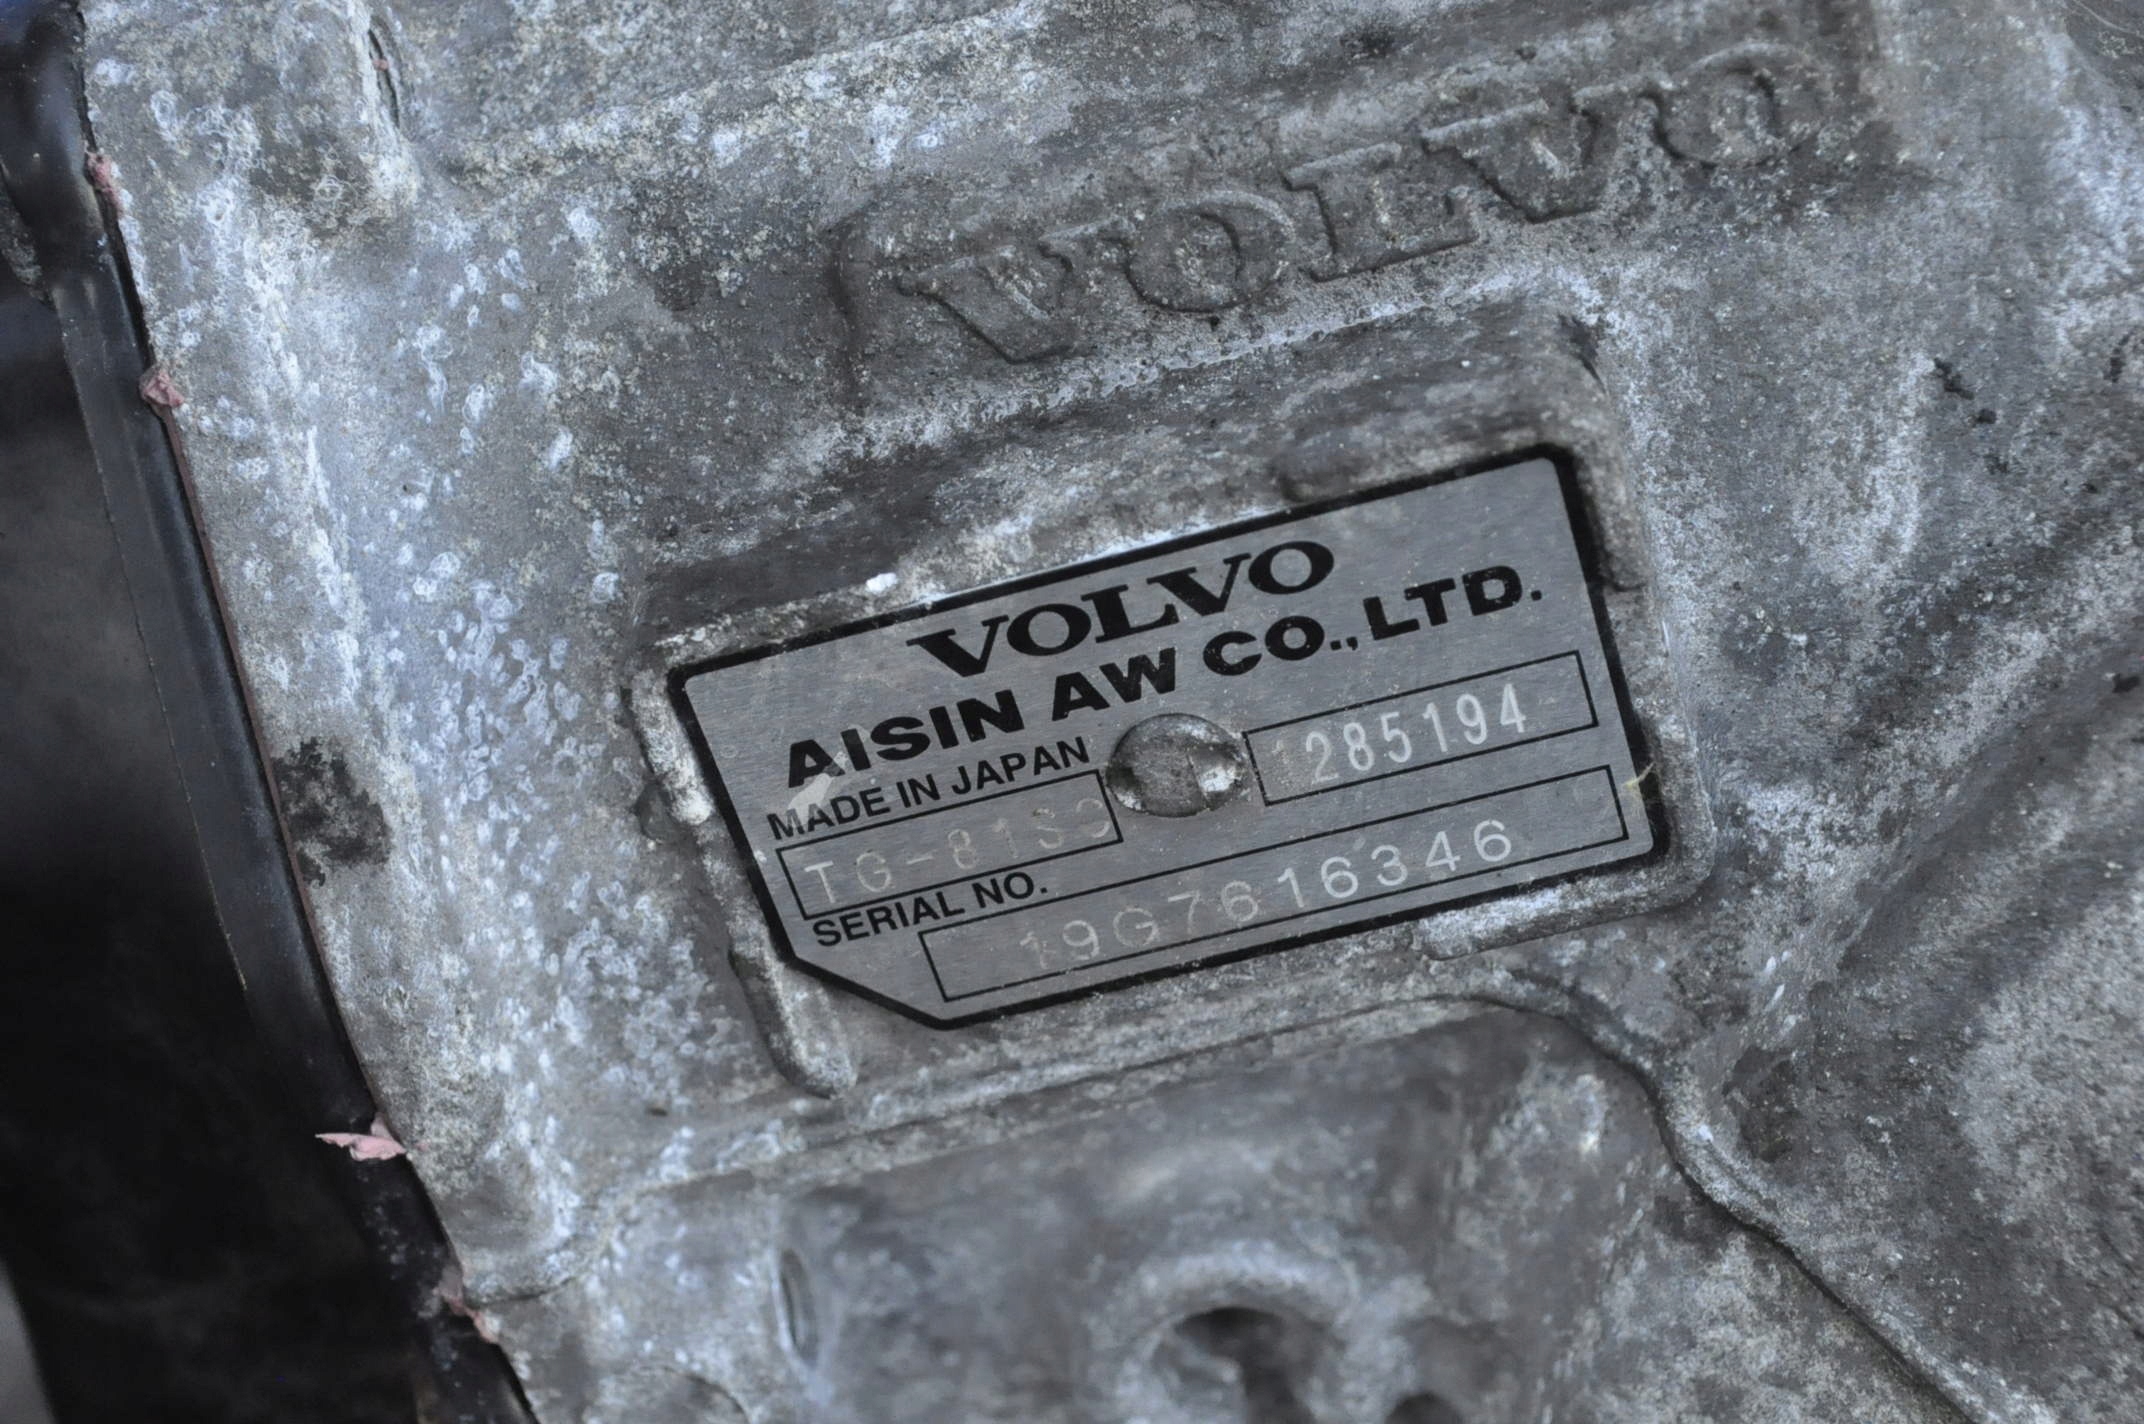 VOLVO
VOLVO
AISIN AW CO., LTD.
MADE IN JAPAN
1285194
SERIAL NO.
19G7616346